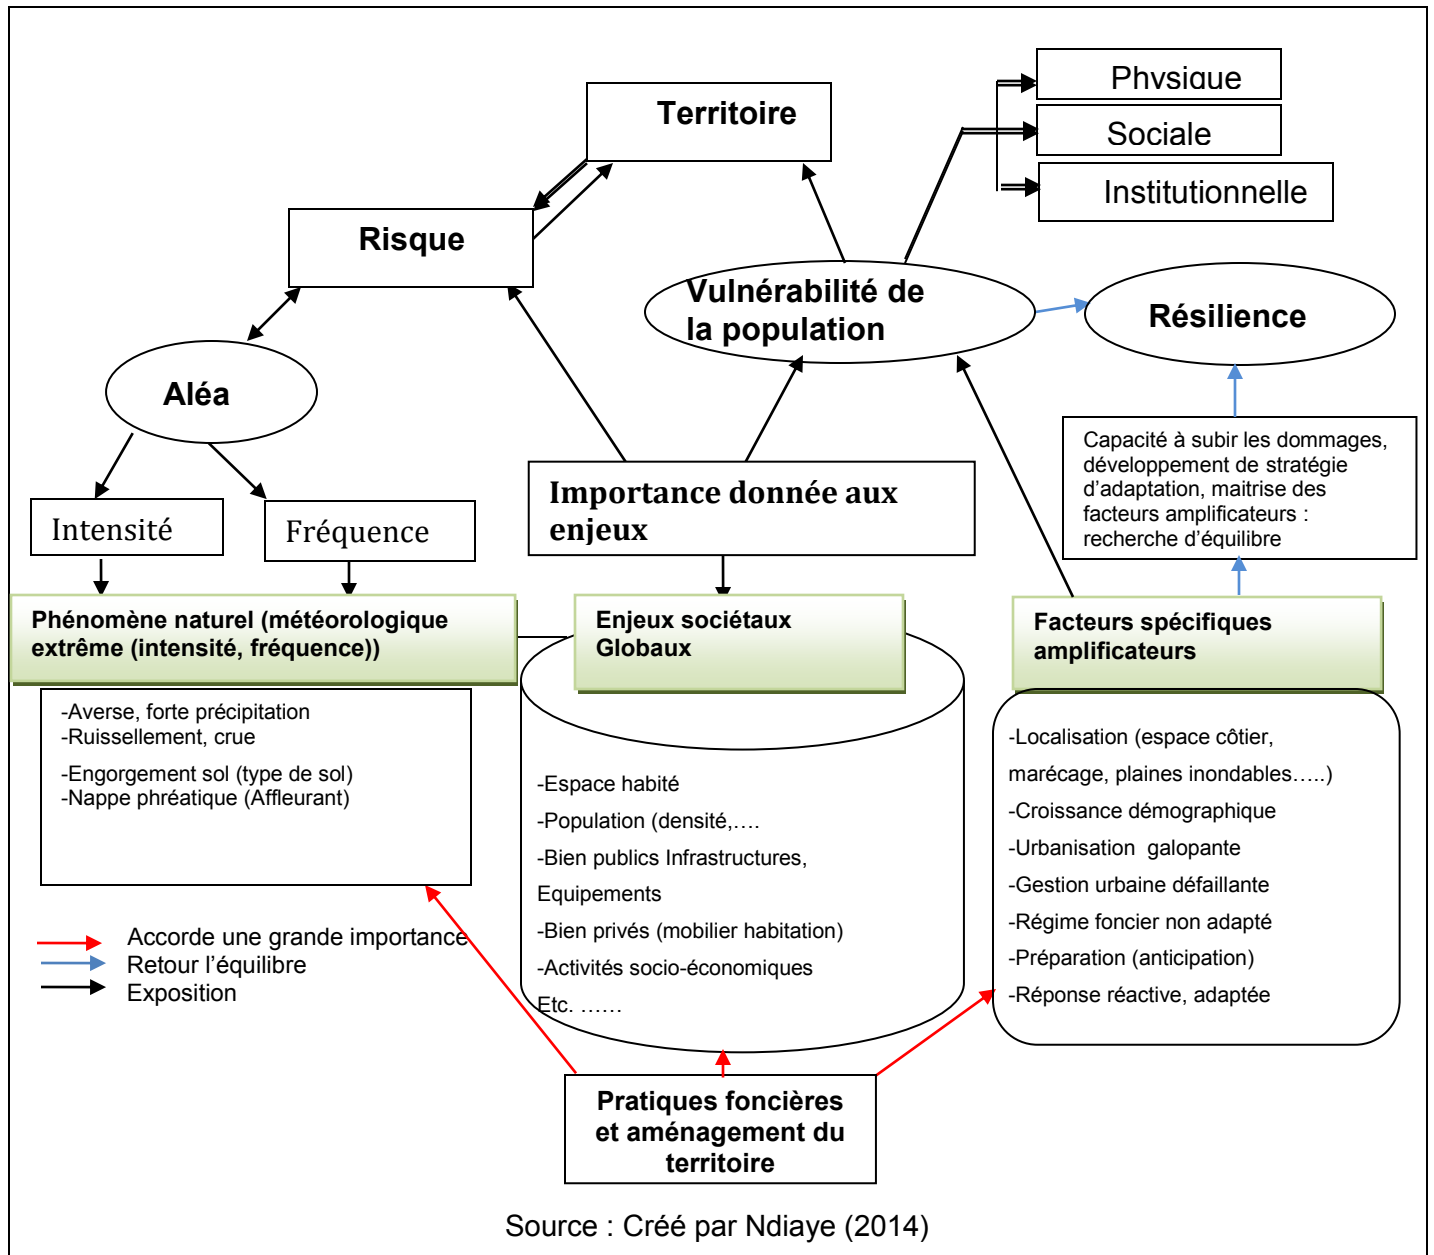 Territoire
Physique
Sociale
Institutionnelle
Risque
Vulnérabilité de
la population
Résilience
Aléa
Capacité à subir les dommages,
développement de stratégie
d’adaptation, maitrise des
facteurs amplificateurs :
recherche d’équilibre
Importance donnée aux
enjeux
Intensité
Fréquence
Phénomène naturel (météorologique
extrême (intensité, fréquence))
Enjeux sociétaux
Globaux
Facteurs spécifiques
amplificateurs
-Averse, forte précipitation
-Ruissellement, crue
-Engorgement sol (type de sol)
-Nappe phréatique (Affleurant)
-Espace habité
-Population (densité,….
-Bien publics Infrastructures,
Equipements
-Bien privés (mobilier habitation)
-Activités socio-économiques
Etc. ……
-Localisation (espace côtier,
marécage, plaines inondables…..)
-Croissance démographique
-Urbanisation  galopante
-Gestion urbaine défaillante
-Régime foncier non adapté
-Préparation (anticipation)
-Réponse réactive, adaptée
Accorde une grande importance
Retour l’équilibre
Exposition
Pratiques foncières
et aménagement du
territoire
Source : Créé par Ndiaye (2014)